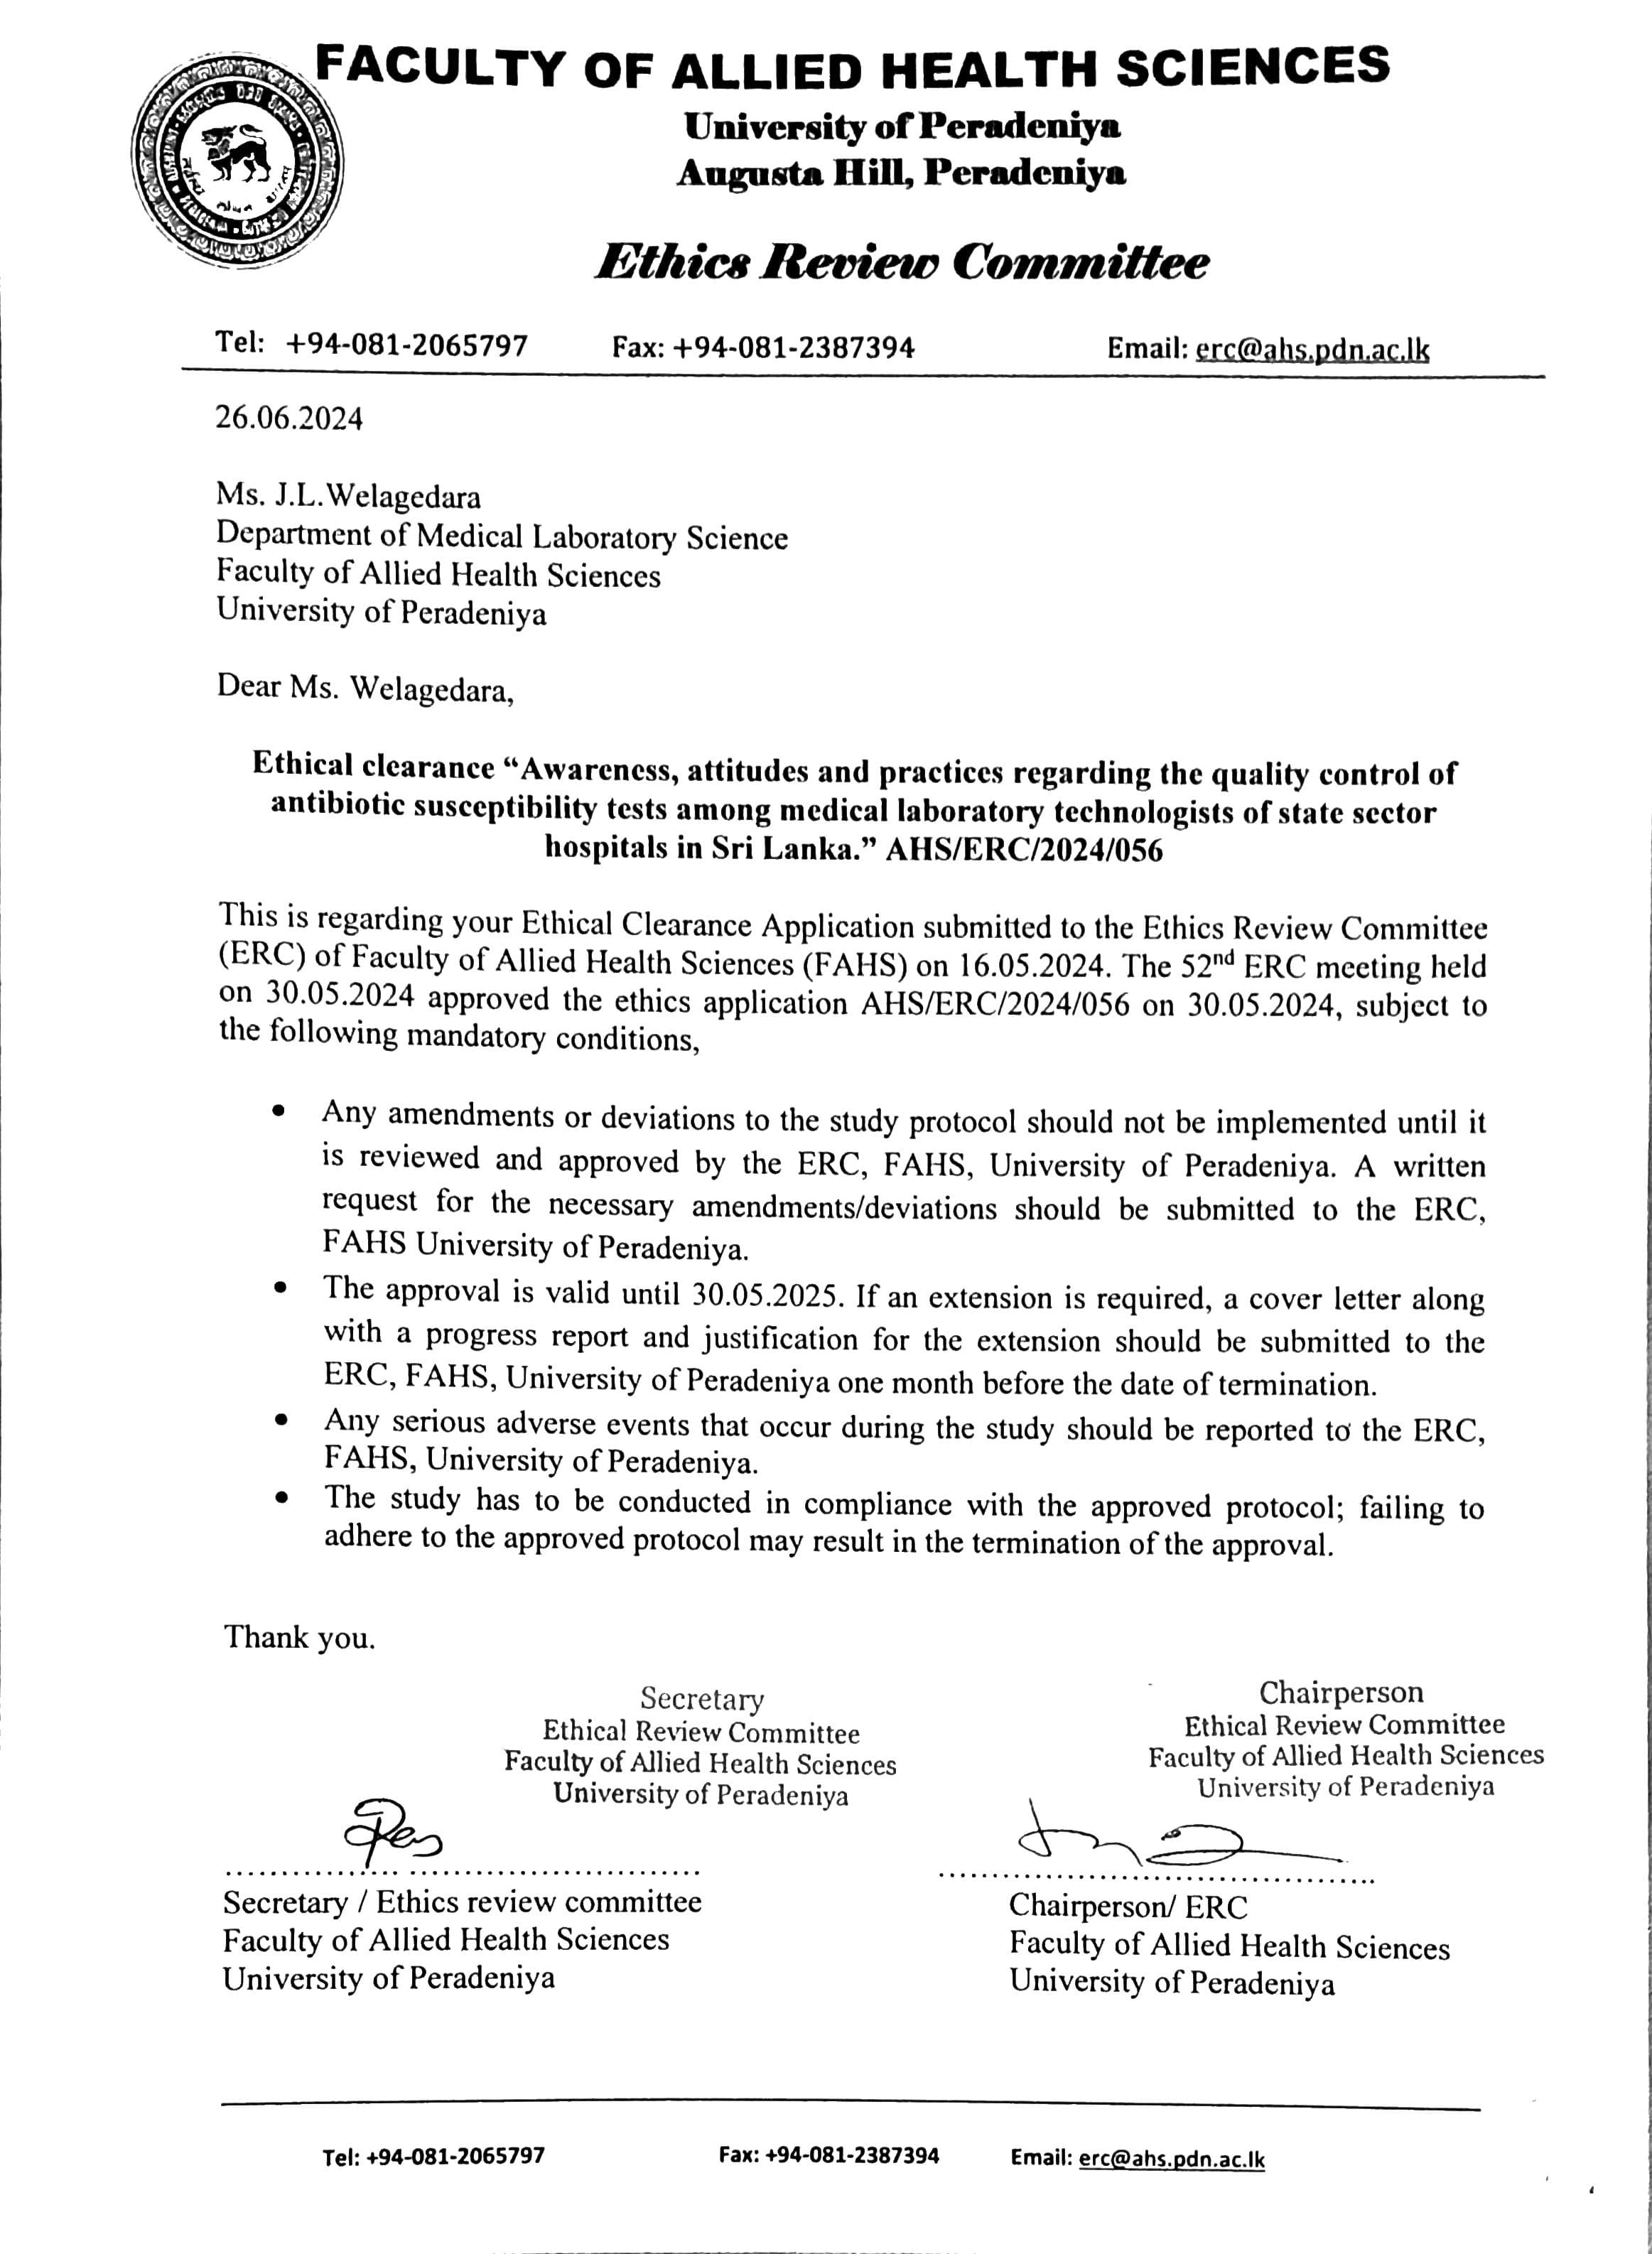 FACULTY OF ALLIED HEALTH SCIENCES
University of Peradeniya
Augusta Hill, Peradeniya
Ethics Review Committee
Tel: +94-081-2065797 Fax: +94-081-2387394 Email: erc@ahs.pdn.ac.lk
26.06.2024
Ms. J.L.Welagedara
Department of Medical Laboratory Science
Faculty of Allied Health Sciences
University of Peradeniya
Dear Ms. Welagedara,
Ethical clearance “Awareness, attitudes and practices regarding the quality control of
antibiotic susceptibility tests among medical laboratory technologists of state sector
hospitals in Sri Lanka.” AHS/ERC/2024/056
This is regarding your Ethical Clearance Application submitted to the Ethics Review Committee
(ERC) of Faculty of Allied Health Sciences (FAHS) on 16.05.2024. The 52nd ERC meeting held
on 30.05.2024 approved the ethics application AHS/ERC/2024/056 on 30.05.2024, subject to
the following mandatory conditions,
• Any amendments or deviations to the study protocol should not be implemented until it
is reviewed and approved by the ERC, FAHS, University of Peradeniya. A written
request for the necessary amendments/deviations should be submitted to the ERC,
FAHS University of Peradeniya.
• The approval is valid until 30.05.2025. If an extension is required, a cover letter along
with a progress report and justification for the extension should be submitted to the
ERC, FAHS, University of Peradeniya one month before the date of termination.
• Any serious adverse events that occur during the study should be reported to the ERC,
FAHS, University of Peradeniya.
• The study has to be conducted in compliance with the approved protocol; failing to
adhere to the approved protocol may result in the termination of the approval.
Thank you.
Secretary
Ethical Review Committee
Faculty of Allied Health Sciences
University of Peradeniya
Chairperson
Ethical Review Committee
Faculty of Allied Health Sciences
University of Peradeniya
Secretary / Ethics review committee
Faculty of Allied Health Sciences
University of Peradeniya
Chairperson/ ERC
Faculty of Allied Health Sciences
University of Peradeniya
Tel: +94-081-2065797 Fax: +94-081-2387394 Email: erc@ahs.pdn.ac.lk